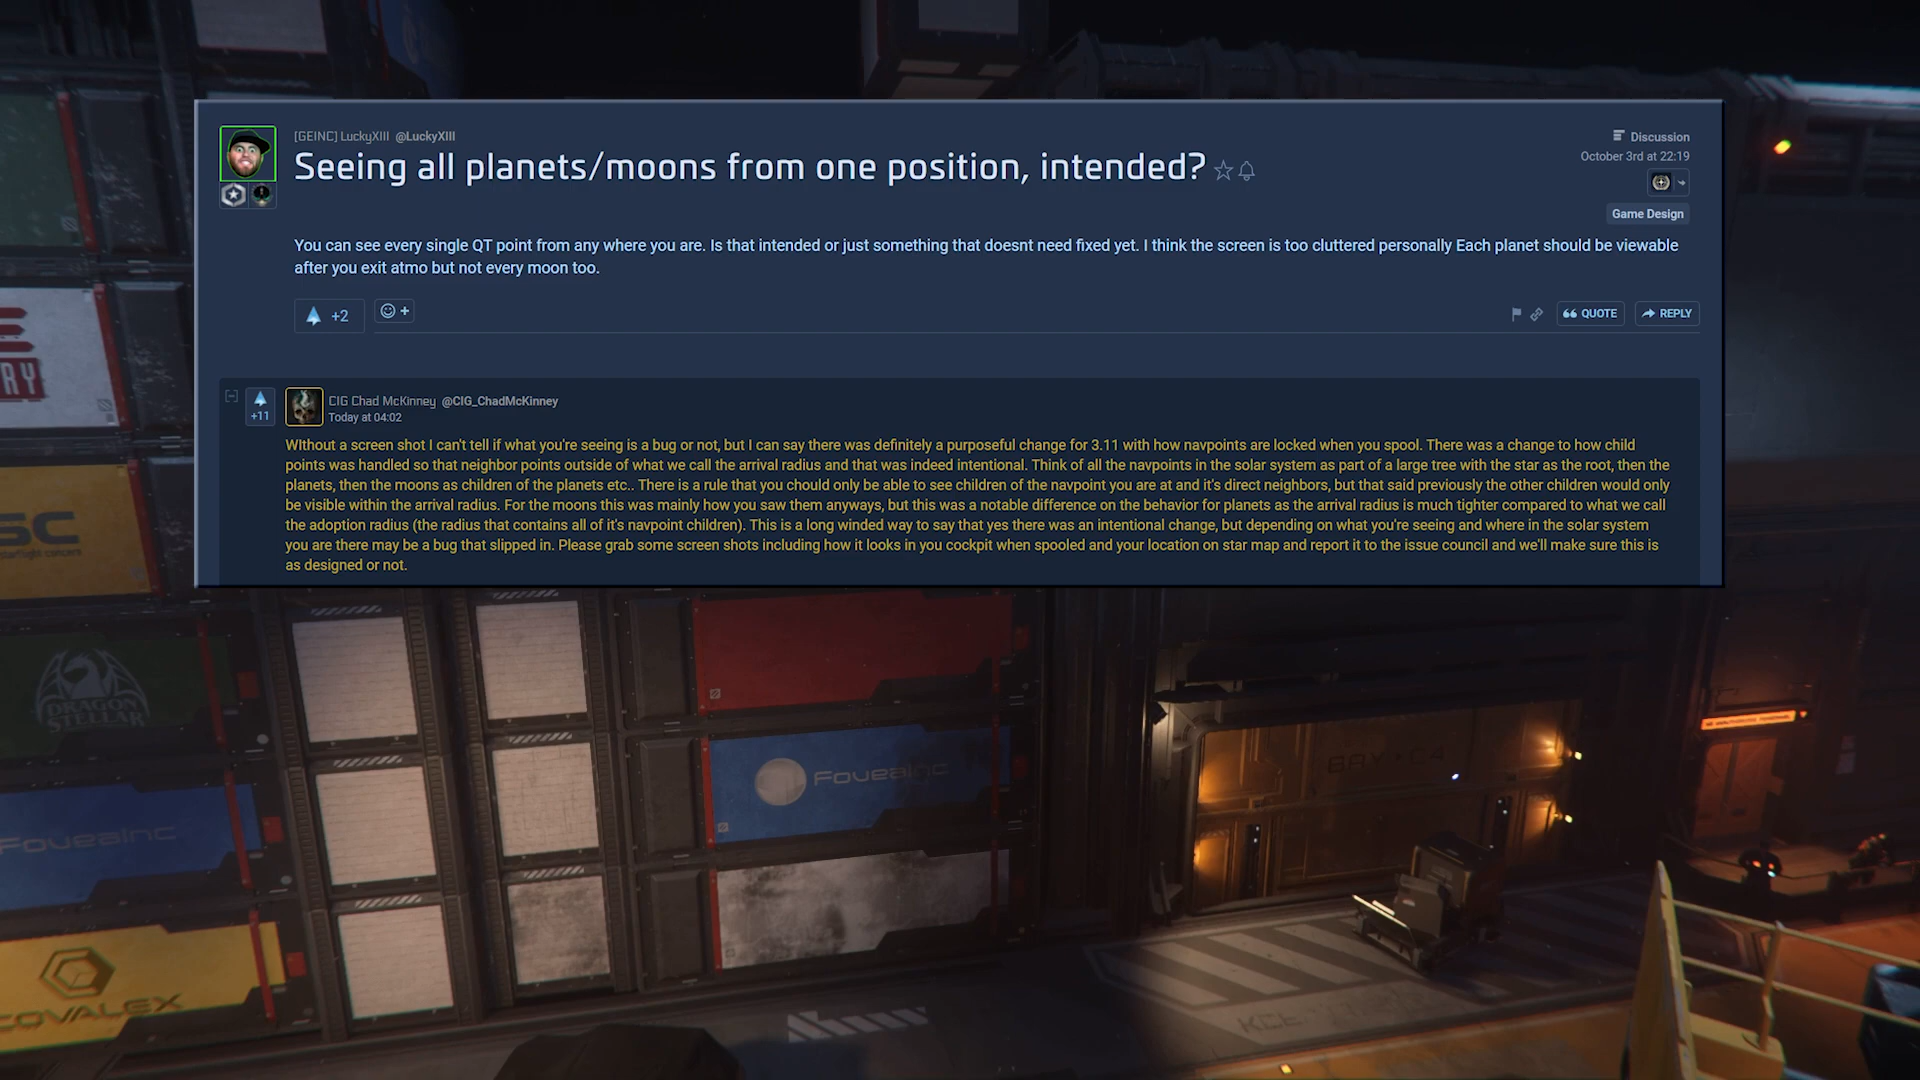 [GEINC] LuckyXIII @LuckyXIII
Discussion
Seeing all planets/moons from one position, intended?
October 3rd at 22:19
Game Design
You can see every single QT point from any where you are. Is that intended or just something that doesnt need fixed yet. I think the screen is too cluttered personally Each planet should be viewable
after you exit atmo but not every moon too.
+2
+
QUOTE
REPLY
[-]
+11
CIG Chad McKinney @CIG_ChadMcKinney
Today at 04:02
WIthout a screen shot I can't tell if what you're seeing is a bug or not, but I can say there was definitely a purposeful change for 3.11 with how navpoints are locked when you spool. There was a change to how child
points was handled so that neighbor points outside of what we call the arrival radius and that was indeed intentional. Think of all the navpoints in the solar system as part of a large tree with the star as the root, then the
planets, then the moons as children of the planets etc.. There is a rule that you chould only be able to see children of the navpoint you are at and it's direct neighbors, but that said previously the other children would only
be visible within the arrival radius. For the moons this was mainly how you saw them anyways, but this was a notable difference on the behavior for planets as the arrival radius is much tighter compared to what we call
the adoption radius (the radius that contains all of it's navpoint children). This is a long winded way to say that yes there was an intentional change, but depending on what you're seeing and where in the solar system
you are there may be a bug that slipped in. Please grab some screen shots including how it looks in you cockpit when spooled and your location on star map and report it to the issue council and we'll make sure this is
as designed or not.
RY
SC
DRAGON
STELLAR
FoveaInc
FoveaInc
COVALEX